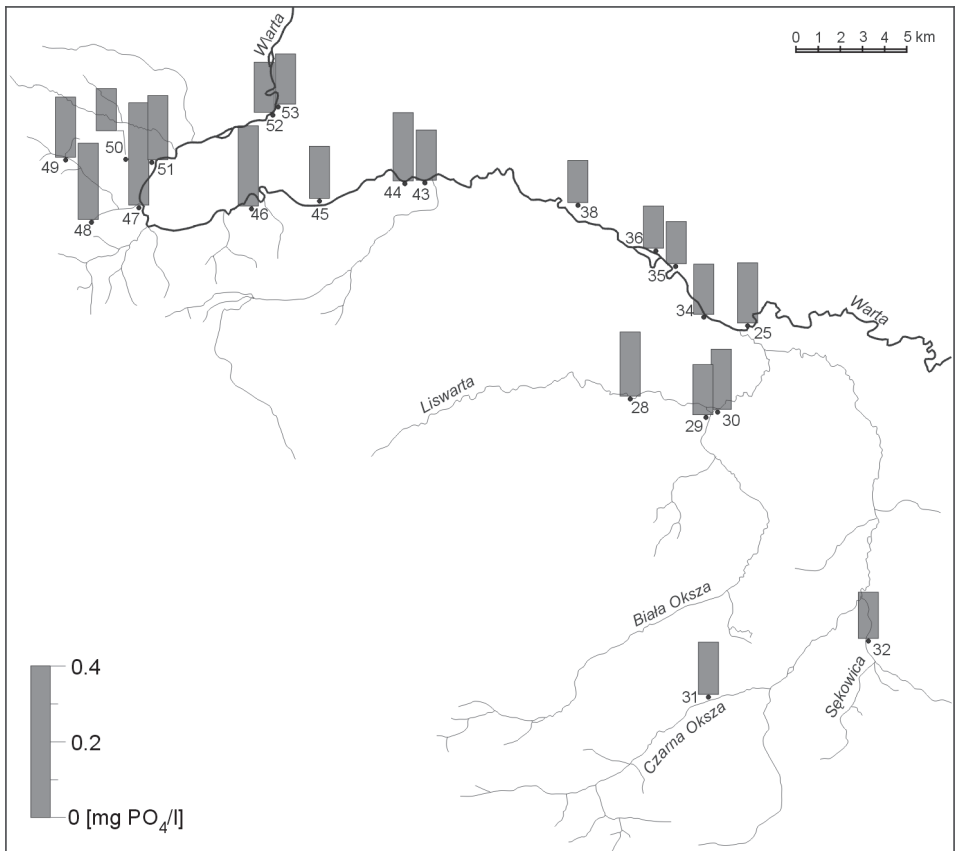 Warta
0 1 2 3 4 5 km
53
52
50
51
49
44 43
47
46
45
48
38
36
35
34
25
Warta
Liswarta
28
29
30
Biała Oksza
32
31
Sękowica
Czarna Oksza
0.4
0.2
0 [mg PO₄/l]